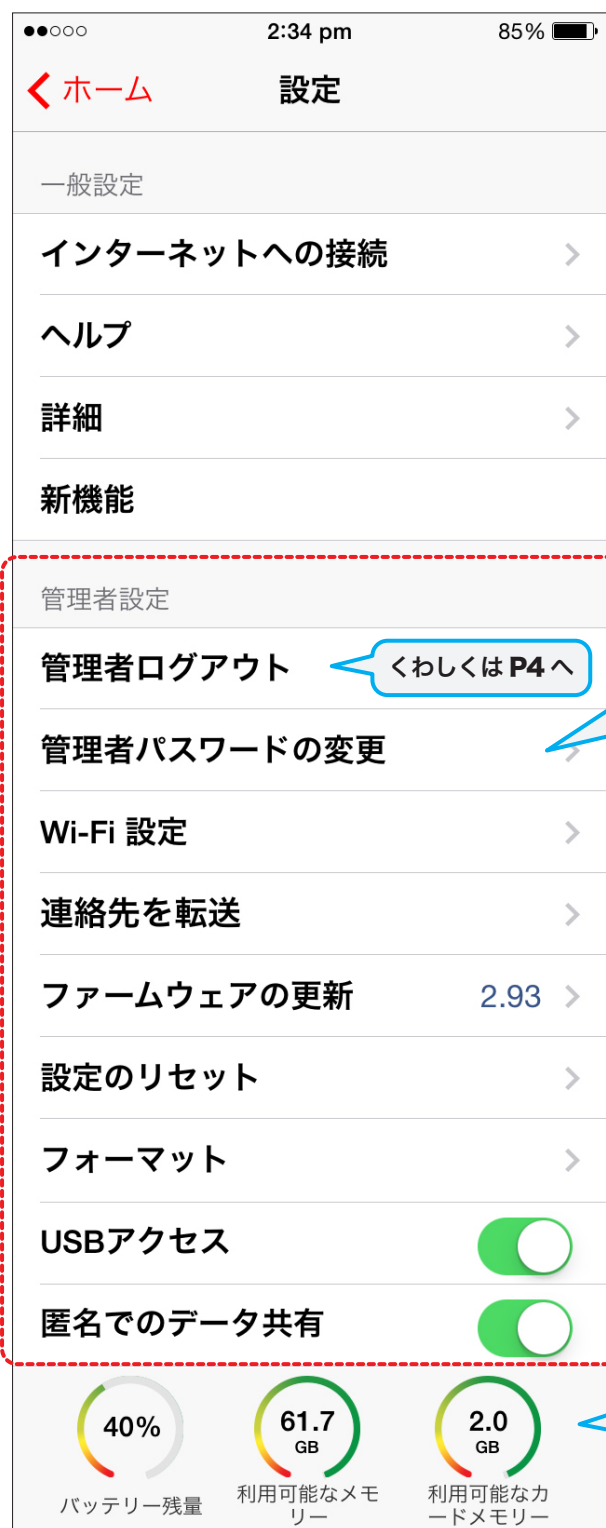 2:34 pm 85%
ホーム 設定
一般設定
インターネットへの接続
ヘルプ
詳細
新機能
管理者設定
管理者ログアウト くわしくは P4 へ
管理者パスワードの変更
Wi-Fi 設定
連絡先を転送
ファームウェアの更新 2.93
設定のリセット
フォーマット
USBアクセス
匿名でのデータ共有
40% 61.7 GB 2.0 GB
バッテリー残量 利用可能なメモリー 利用可能なカードメモリー